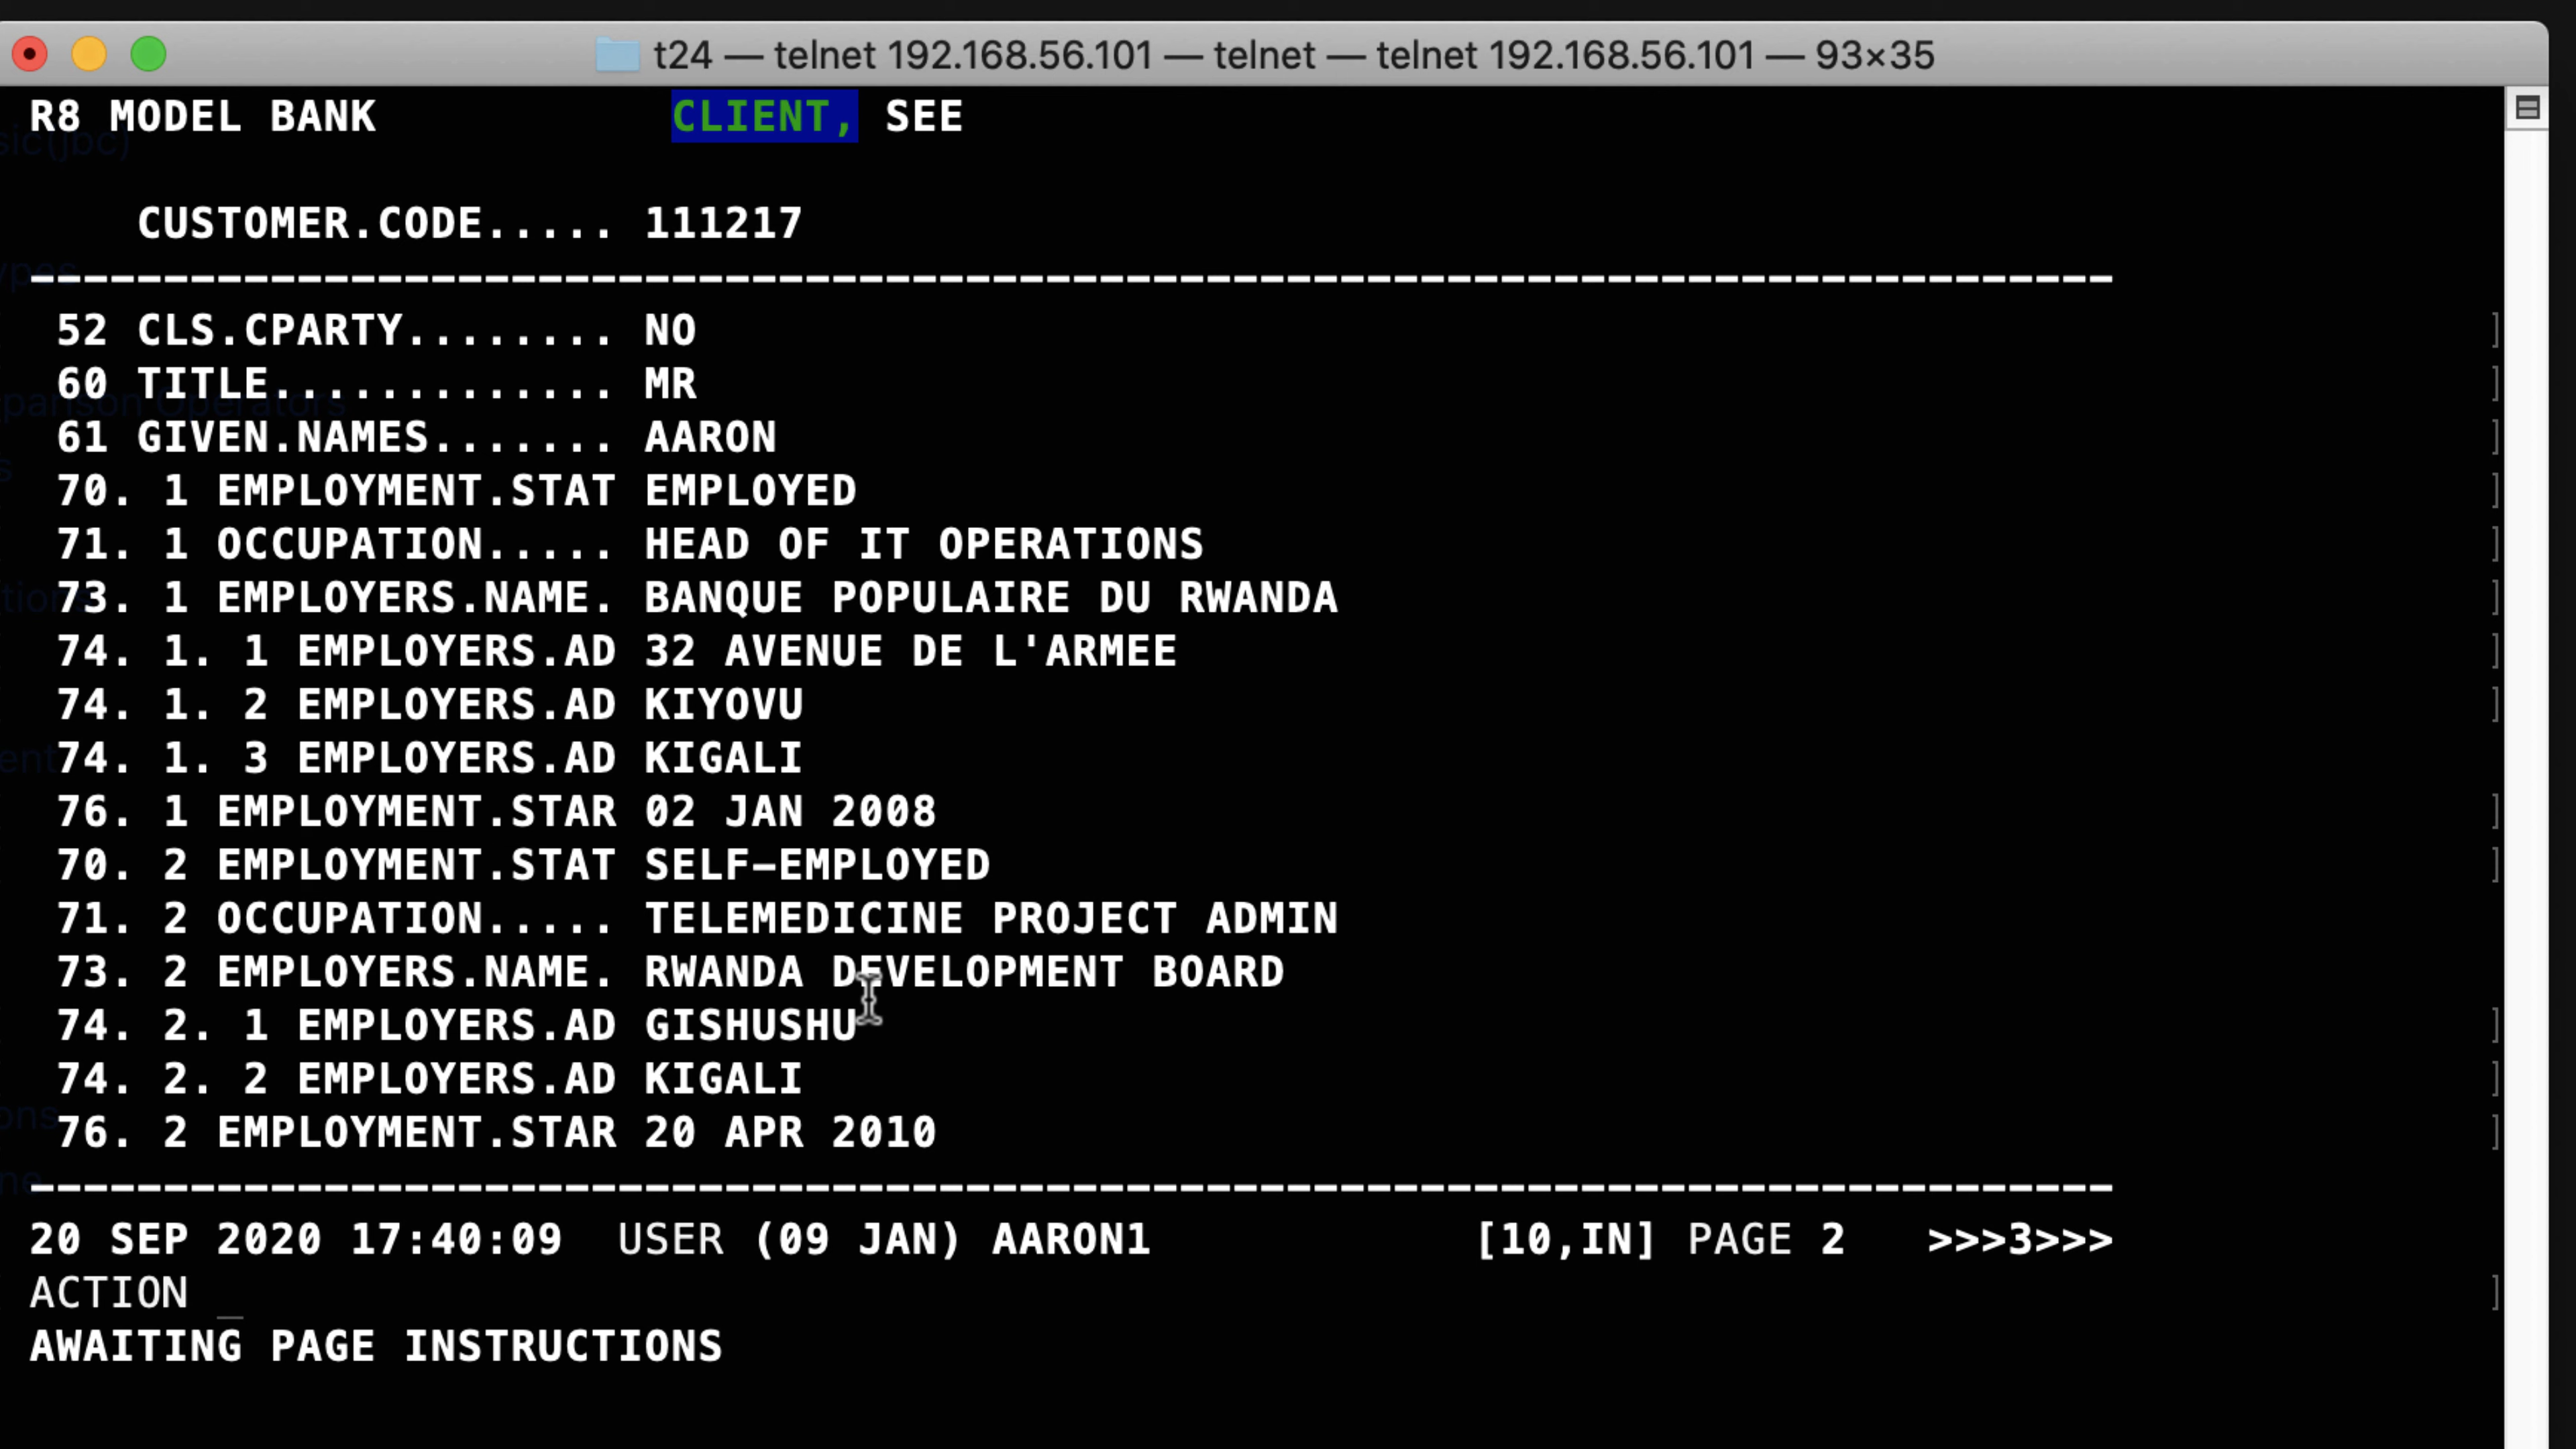 t24 — telnet 192.168.56.101 — telnet — telnet 192.168.56.101 — 93×35
R8 MODEL BANK CLIENT, SEE
CUSTOMER.CODE..... 111217
--------------------------------------------------------------------------------
52 CLS.CPARTY........ NO ]
60 TITLE............. MR ]
61 GIVEN.NAMES....... AARON ]
70. 1 EMPLOYMENT.STAT EMPLOYED ]
71. 1 OCCUPATION..... HEAD OF IT OPERATIONS ]
73. 1 EMPLOYERS.NAME. BANQUE POPULAIRE DU RWANDA ]
74. 1. 1 EMPLOYERS.AD 32 AVENUE DE L'ARMEE ]
74. 1. 2 EMPLOYERS.AD KIYOVU ]
74. 1. 3 EMPLOYERS.AD KIGALI
76. 1 EMPLOYMENT.STAR 02 JAN 2008 ]
70. 2 EMPLOYMENT.STAT SELF-EMPLOYED ]
71. 2 OCCUPATION..... TELEMEDICINE PROJECT ADMIN
73. 2 EMPLOYERS.NAME. RWANDA DEVELOPMENT BOARD
74. 2. 1 EMPLOYERS.AD GISHUSHU ]
74. 2. 2 EMPLOYERS.AD KIGALI ]
76. 2 EMPLOYMENT.STAR 20 APR 2010 ]
--------------------------------------------------------------------------------
20 SEP 2020 17:40:09 USER (09 JAN) AARON1 [10,IN] PAGE 2 >>>3>>>
ACTION _ ]
AWAITING PAGE INSTRUCTIONS